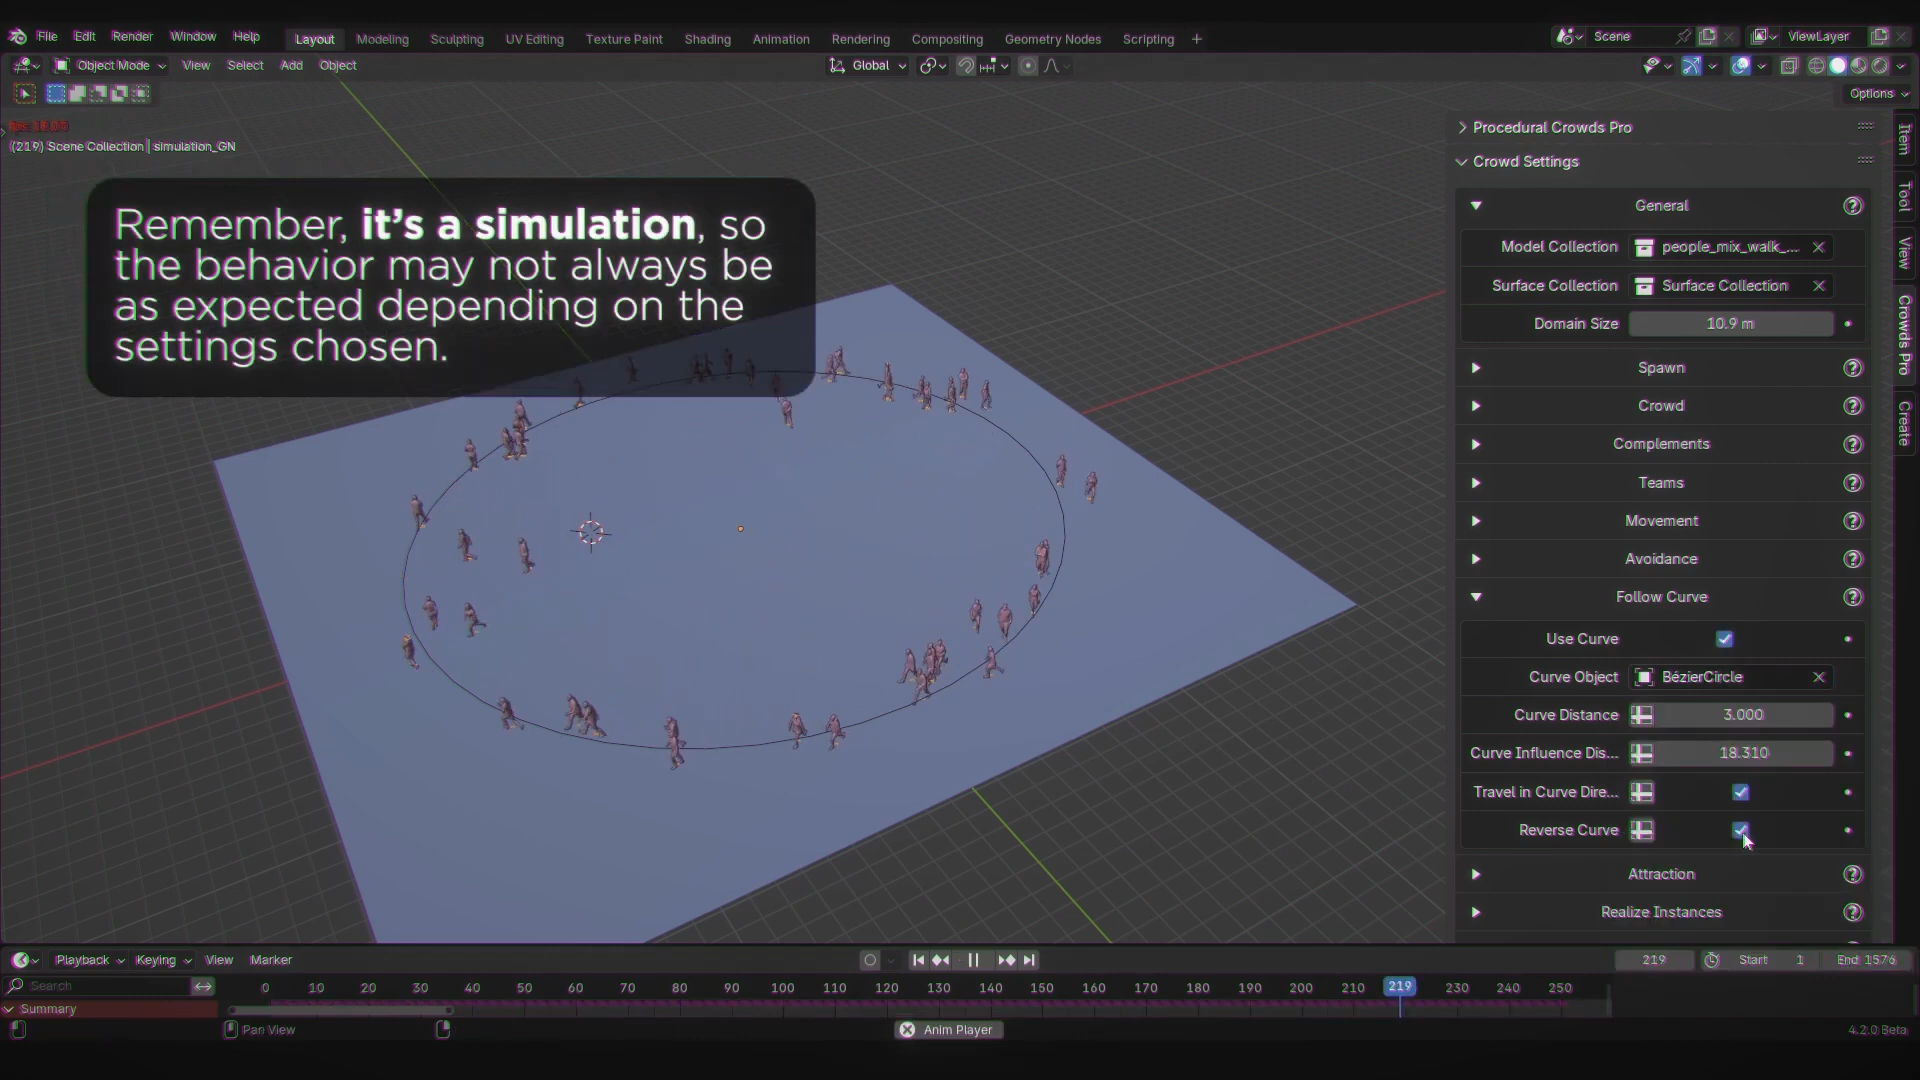 File Edit Render Window Help Layout Modeling Sculpting UV Editing Texture Paint Shading Animation Rendering Compositing Geometry Nodes Scripting + Scene ViewLayer
Object Mode View Select Add Object Global
Options
(219) Scene Collection | simulation_GN
Remember, it's a simulation, so
the behavior may not always be
as expected depending on the
settings chosen.
Procedural Crowds Pro
Crowd Settings
General
Model Collection people_mix_walk_...
Surface Collection Surface Collection
Domain Size 10.9 m
Spawn
Crowd
Complements
Teams
Movement
Avoidance
Follow Curve
Use Curve
Curve Object BézierCircle
Curve Distance 3.000
Curve Influence Dis... 18.310
Travel in Curve Dire...
Reverse Curve
Attraction
Realize Instances
Item
Tool
View
Crowds Pro
Create
Playback Keying View Marker 219 Start 1 End 1576
Search 0 10 20 30 40 50 60 70 80 90 100 110 120 130 140 150 160 170 180 190 200 210 219 230 240 250
Summary
Pan View Anim Player 4.2.0 Beta